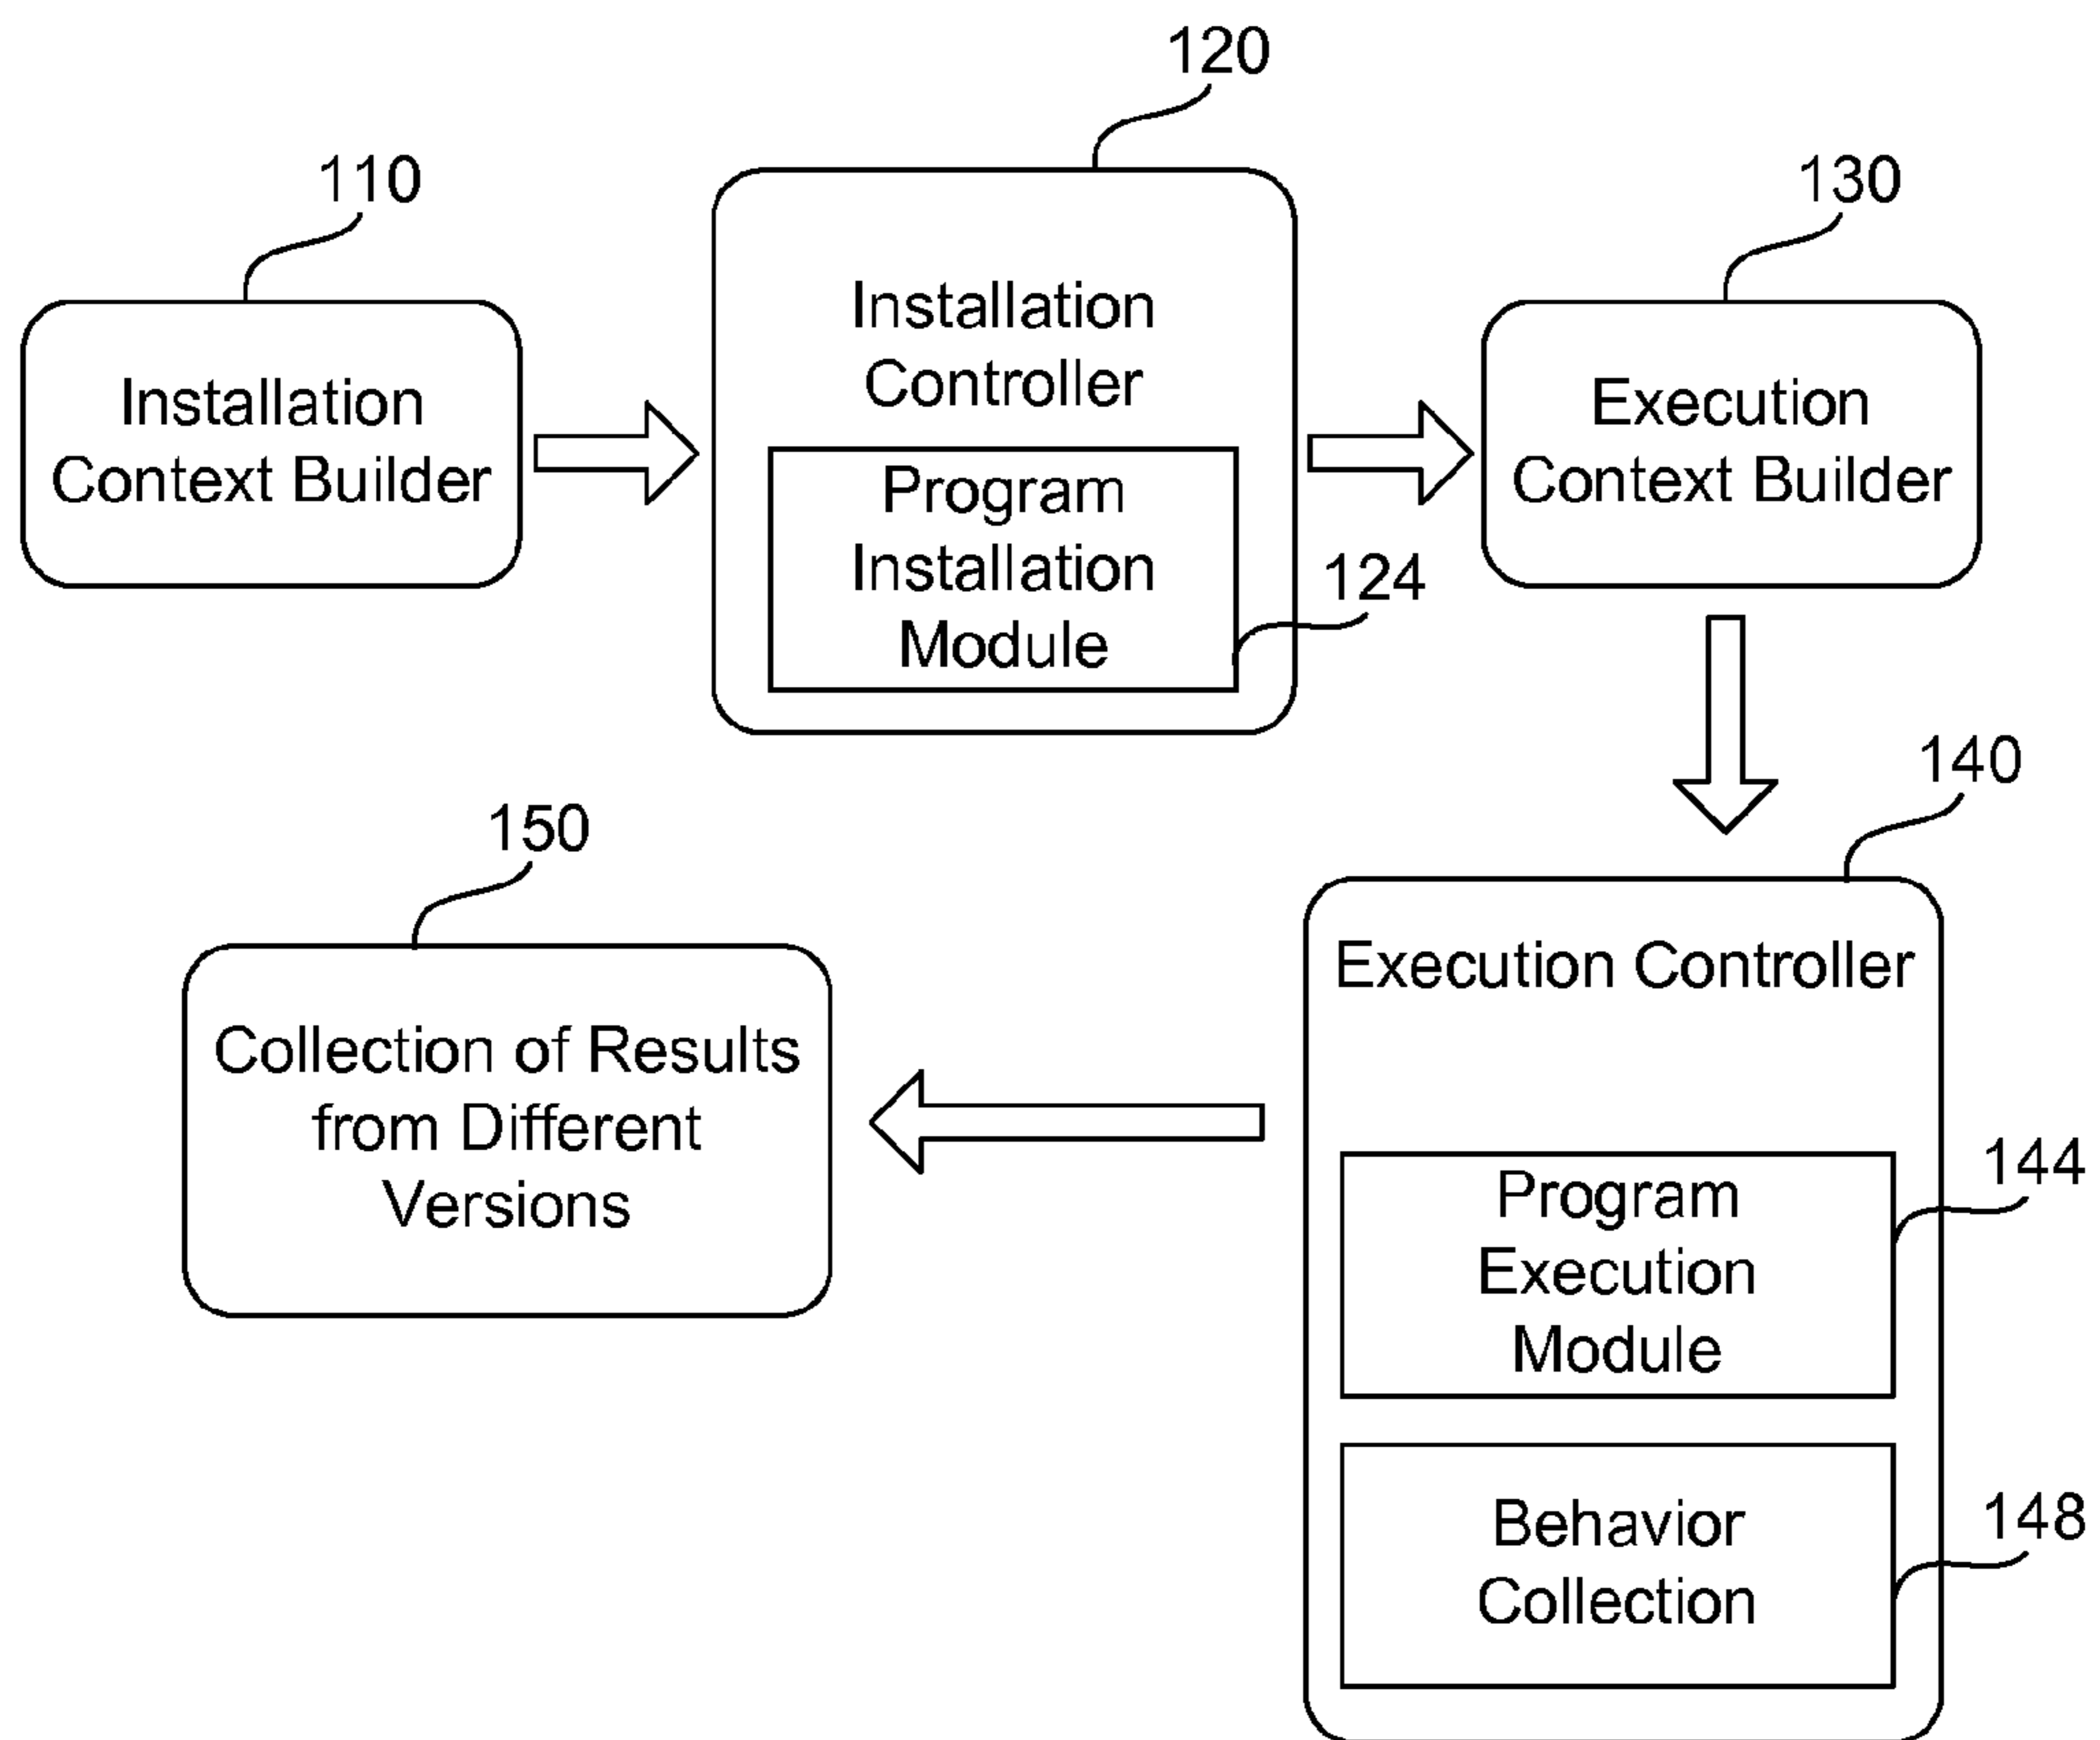 120
110
130
Installation
Controller
Installation
Context Builder
Execution
Context Builder
Program
Installation
Module
124
140
150
Execution Controller
Collection of Results
from Different
Versions
144
Program
Execution
Module
148
Behavior
Collection